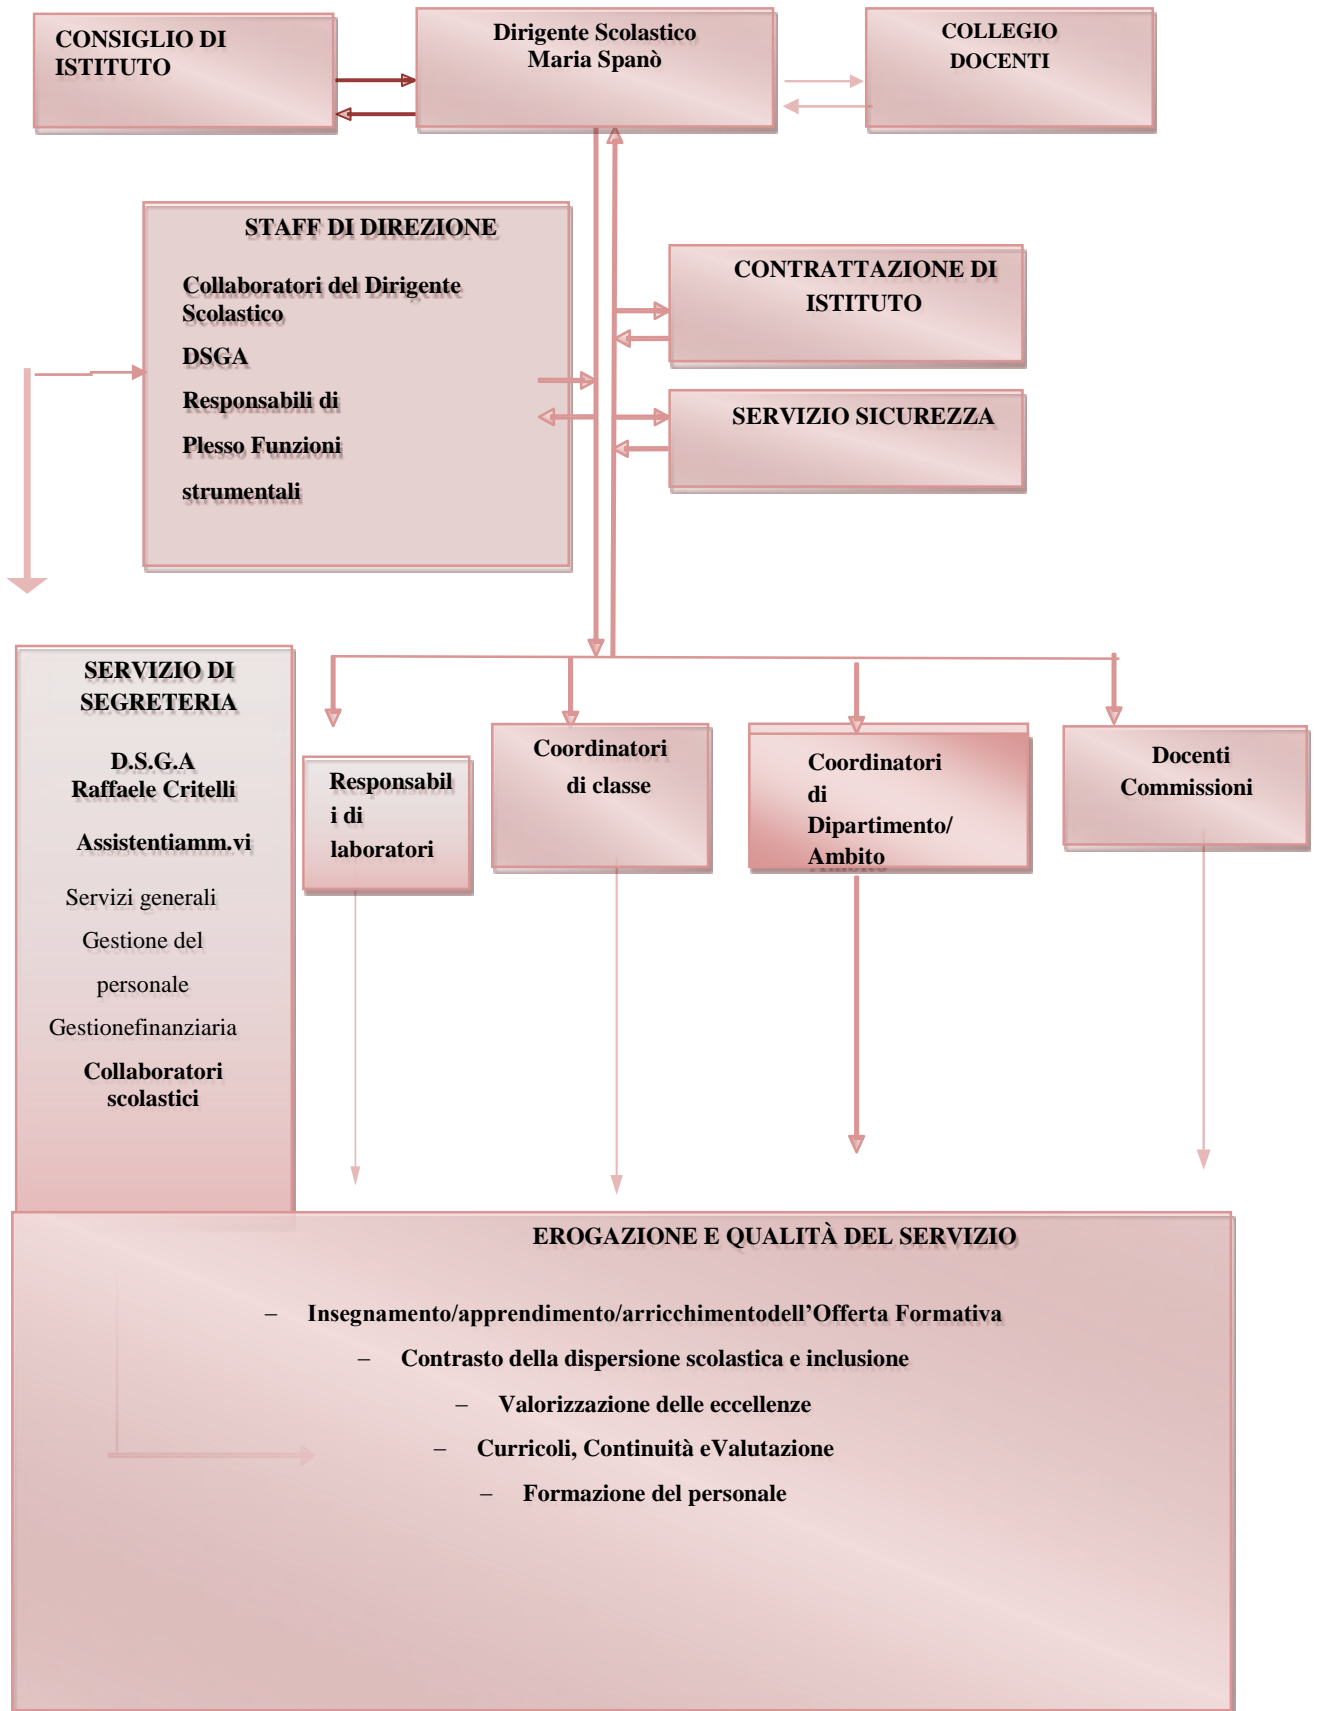 CONSIGLIO DI
ISTITUTO
Dirigente Scolastico
Maria Spanò
COLLEGIO
DOCENTI
STAFF DI DIREZIONE
Collaboratori del Dirigente
Scolastico
DSGA
Responsabili di
Plesso Funzioni
strumentali
CONTRATTAZIONE DI
ISTITUTO
SERVIZIO SICUREZZA
SERVIZIO DI
SEGRETERIA
D.S.G.A
Raffaele Critelli
Assistentiamm.vi
Servizi generali
Gestione del
personale
Gestionefinanziaria
Collaboratori
scolastici
Responsabil
i di
laboratori
Coordinatori
di classe
Coordinatori
di
Dipartimento/
Ambito
Docenti
Commissioni
EROGAZIONE E QUALITÀ DEL SERVIZIO
– Insegnamento/apprendimento/arricchimentodell’Offerta Formativa
– Contrasto della dispersione scolastica e inclusione
– Valorizzazione delle eccellenze
– Curricoli, Continuità eValutazione
– Formazione del personale